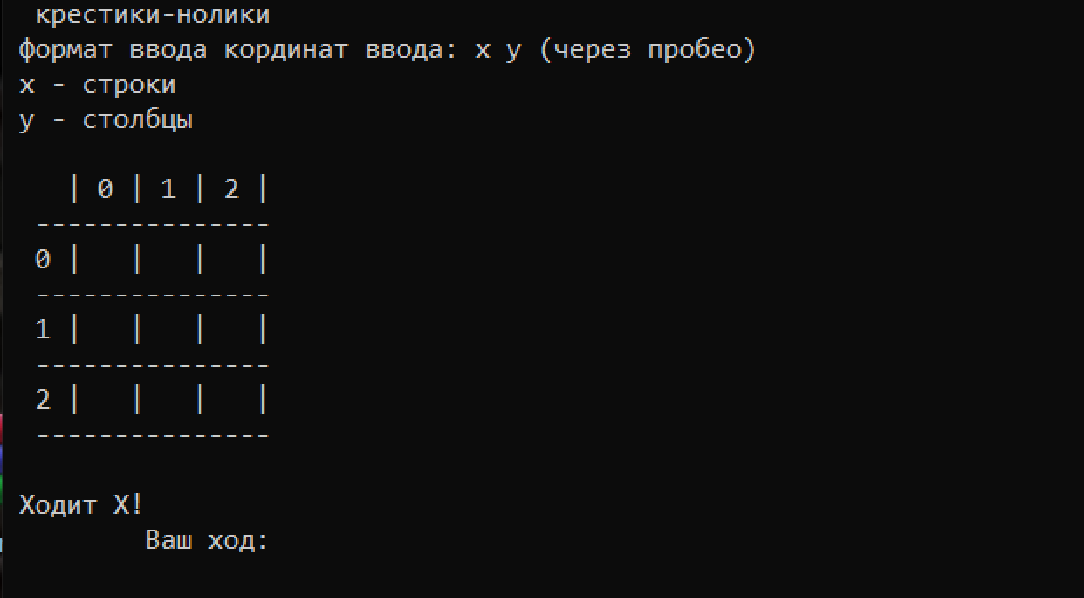 крестики-нолики
формат ввода кординат ввода: x y (через пробео)
x - строки
y - столбцы
| 0 | 1 | 2 |
---------------
0 |   |   |   |
---------------
1 |   |   |   |
---------------
2 |   |   |   |
---------------
Ходит X!
Ваш ход: